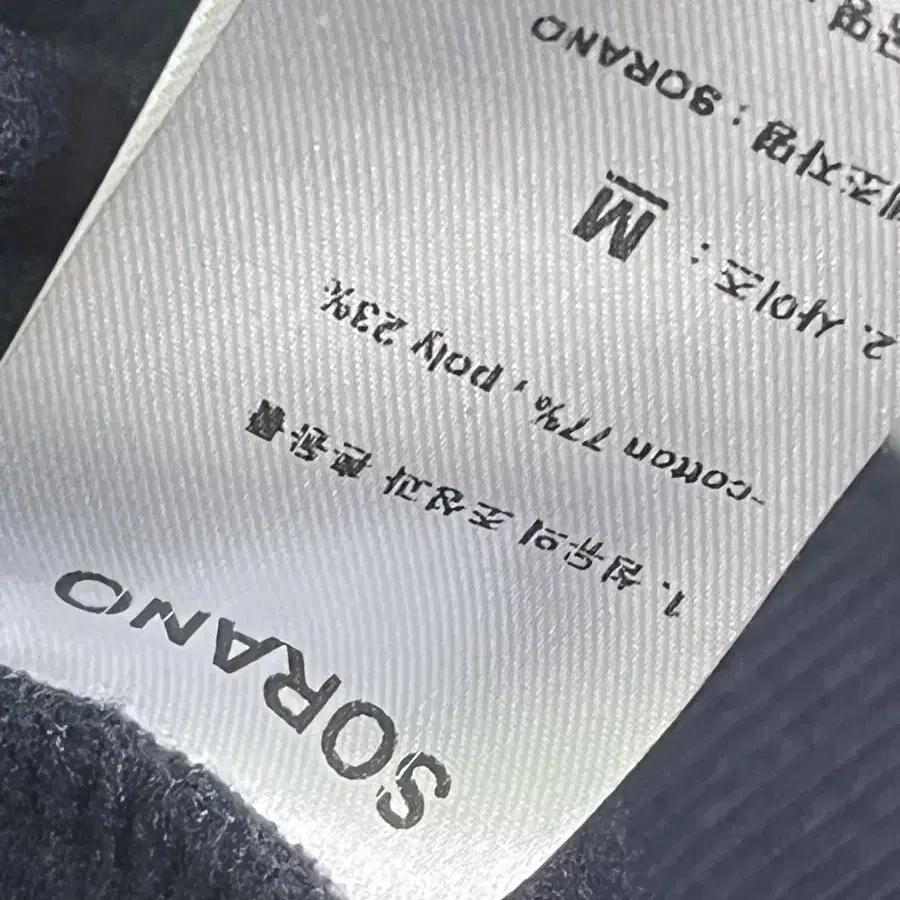 SORANO
1. 섬유의 조성과 혼용률
-cotton 77%, poly 23%
2. 사이즈 : M
제조자명 : SORANO